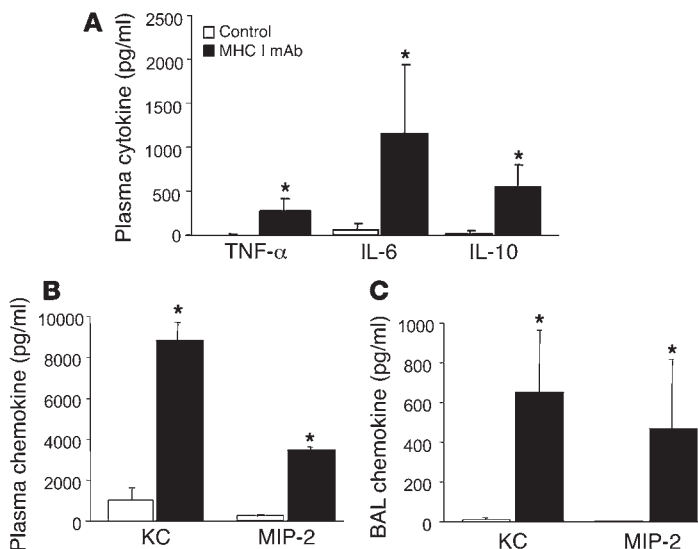 A
Plasma cytokine (pg/ml)
2500
2000
1500
1000
500
0
Control
MHC I mAb
*
*
*
TNF-α
IL-6
IL-10
B
Plasma chemokine (pg/ml)
10000
8000
6000
4000
2000
0
*
*
KC
MIP-2
C
BAL chemokine (pg/ml)
1000
800
600
400
200
0
*
*
KC
MIP-2